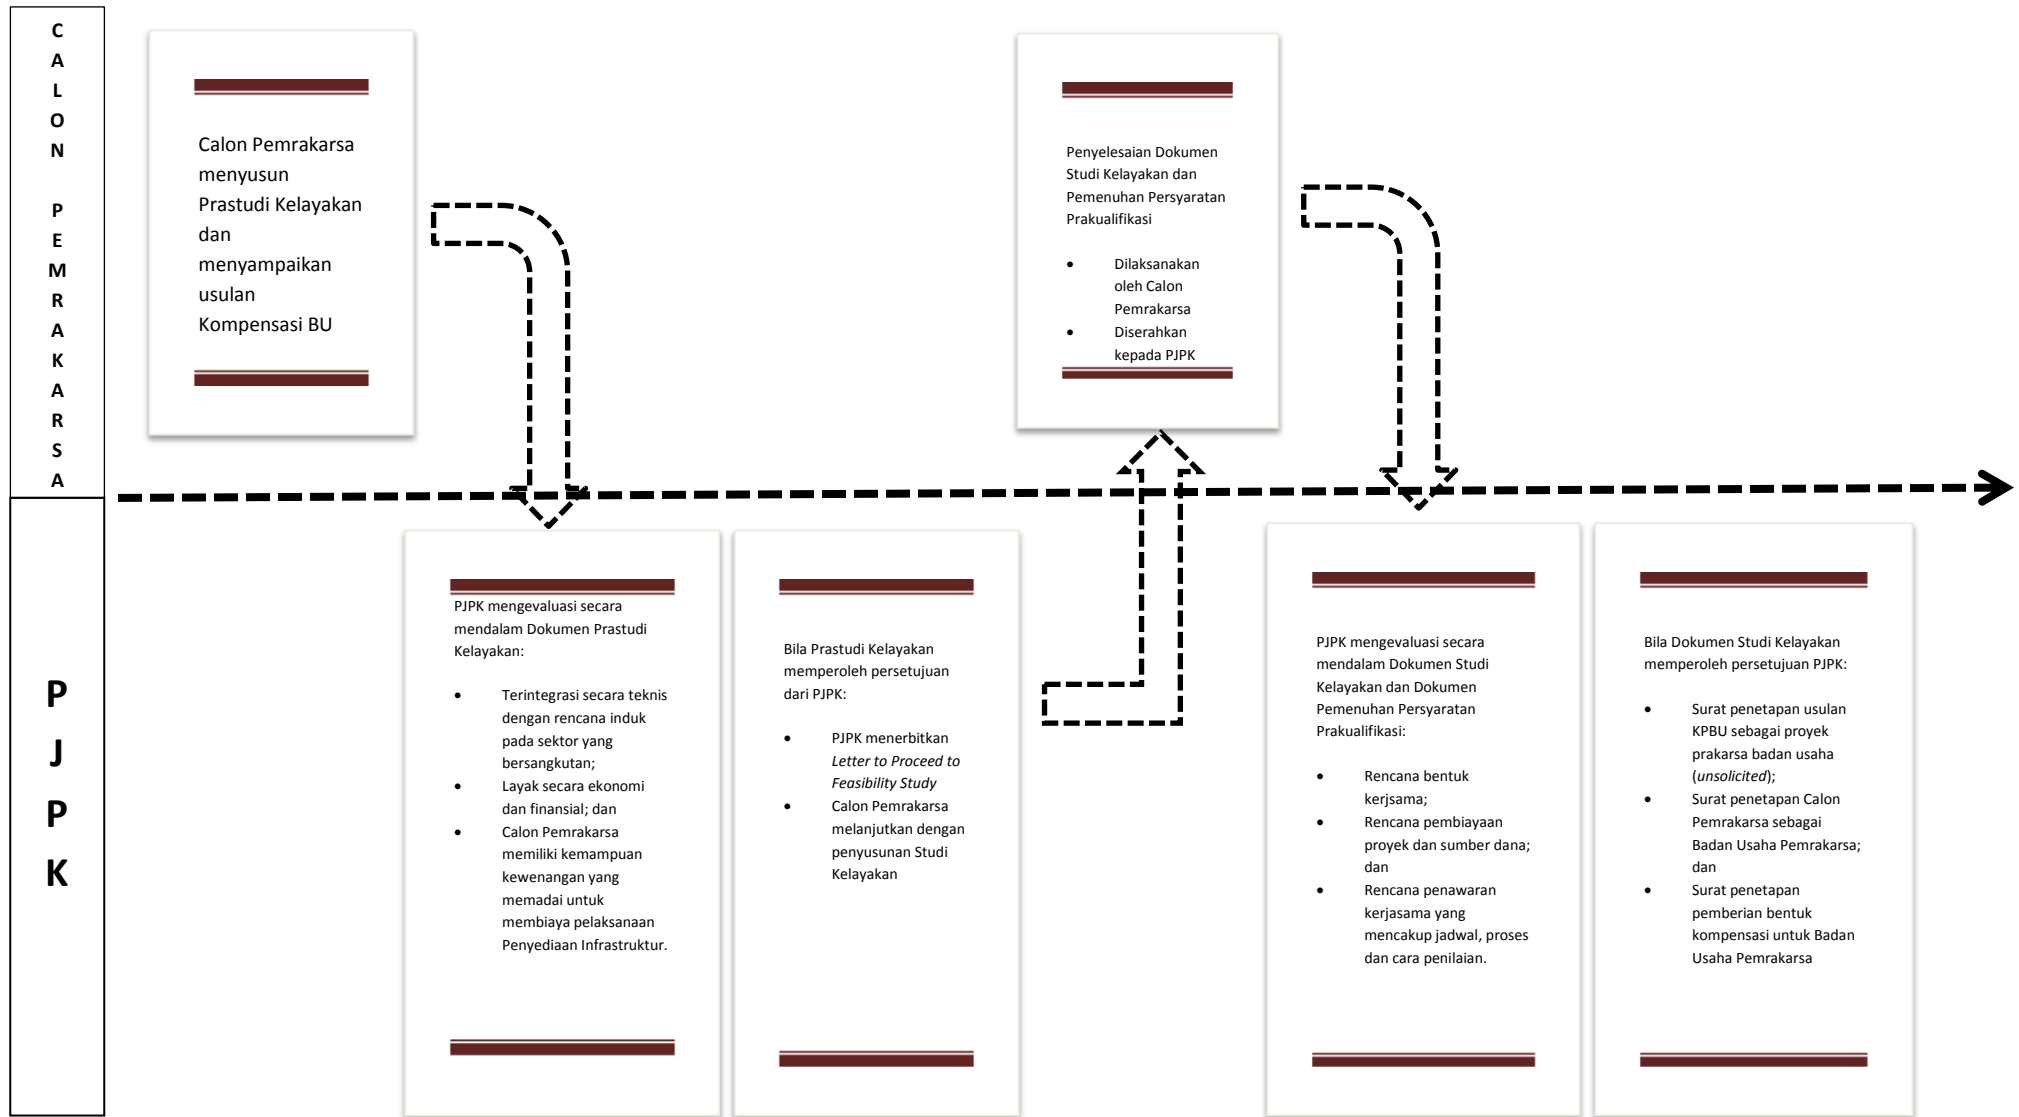 C
A
L
O
N
P
E
M
R
A
K
A
R
S
A
Calon Pemrakarsa
menyusun
Prastudi Kelayakan
dan
menyampaikan
usulan
Kompensasi BU
Penyelesaian Dokumen
Studi Kelayakan dan
Pemenuhan Persyaratan
Prakualifikasi
• Dilaksanakan
oleh Calon
Pemrakarsa
• Diserahkan
kepada PJPK
P
J
P
K
PJPK mengevaluasi secara
mendalam Dokumen Prastudi
Kelayakan:
• Terintegrasi secara teknis
dengan rencana induk
pada sektor yang
bersangkutan;
• Layak secara ekonomi
dan finansial; dan
• Calon Pemrakarsa
memiliki kemampuan
kewenangan yang
memadai untuk
membiaya pelaksanaan
Penyediaan Infrastruktur.
Bila Prastudi Kelayakan
memperoleh persetujuan
dari PJPK:
• PJPK menerbitkan
Letter to Proceed to
Feasibility Study
• Calon Pemrakarsa
melanjutkan dengan
penyusunan Studi
Kelayakan
PJPK mengevaluasi secara
mendalam Dokumen Studi
Kelayakan dan Dokumen
Pemenuhan Persyaratan
Prakualifikasi:
• Rencana bentuk
kerjsama;
• Rencana pembiayaan
proyek dan sumber dana;
dan
• Rencana penawaran
kerjasama yang
mencakup jadwal, proses
dan cara penilaian.
Bila Dokumen Studi Kelayakan
memperoleh persetujuan PJPK:
• Surat penetapan usulan
KPBU sebagai proyek
prakarsa badan usaha
(unsolicited);
• Surat penetapan Calon
Pemrakarsa sebagai
Badan Usaha Pemrakarsa;
dan
• Surat penetapan
pemberian bentuk
kompensasi untuk Badan
Usaha Pemrakarsa